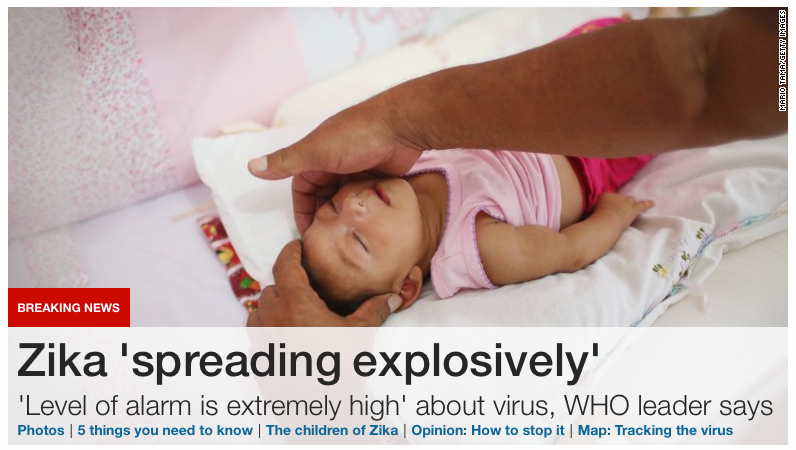 MARIO TAMA/GETTY IMAGES
BREAKING NEWS
Zika 'spreading explosively'
'Level of alarm is extremely high' about virus, WHO leader says
Photos | 5 things you need to know | The children of Zika | Opinion: How to stop it | Map: Tracking the virus